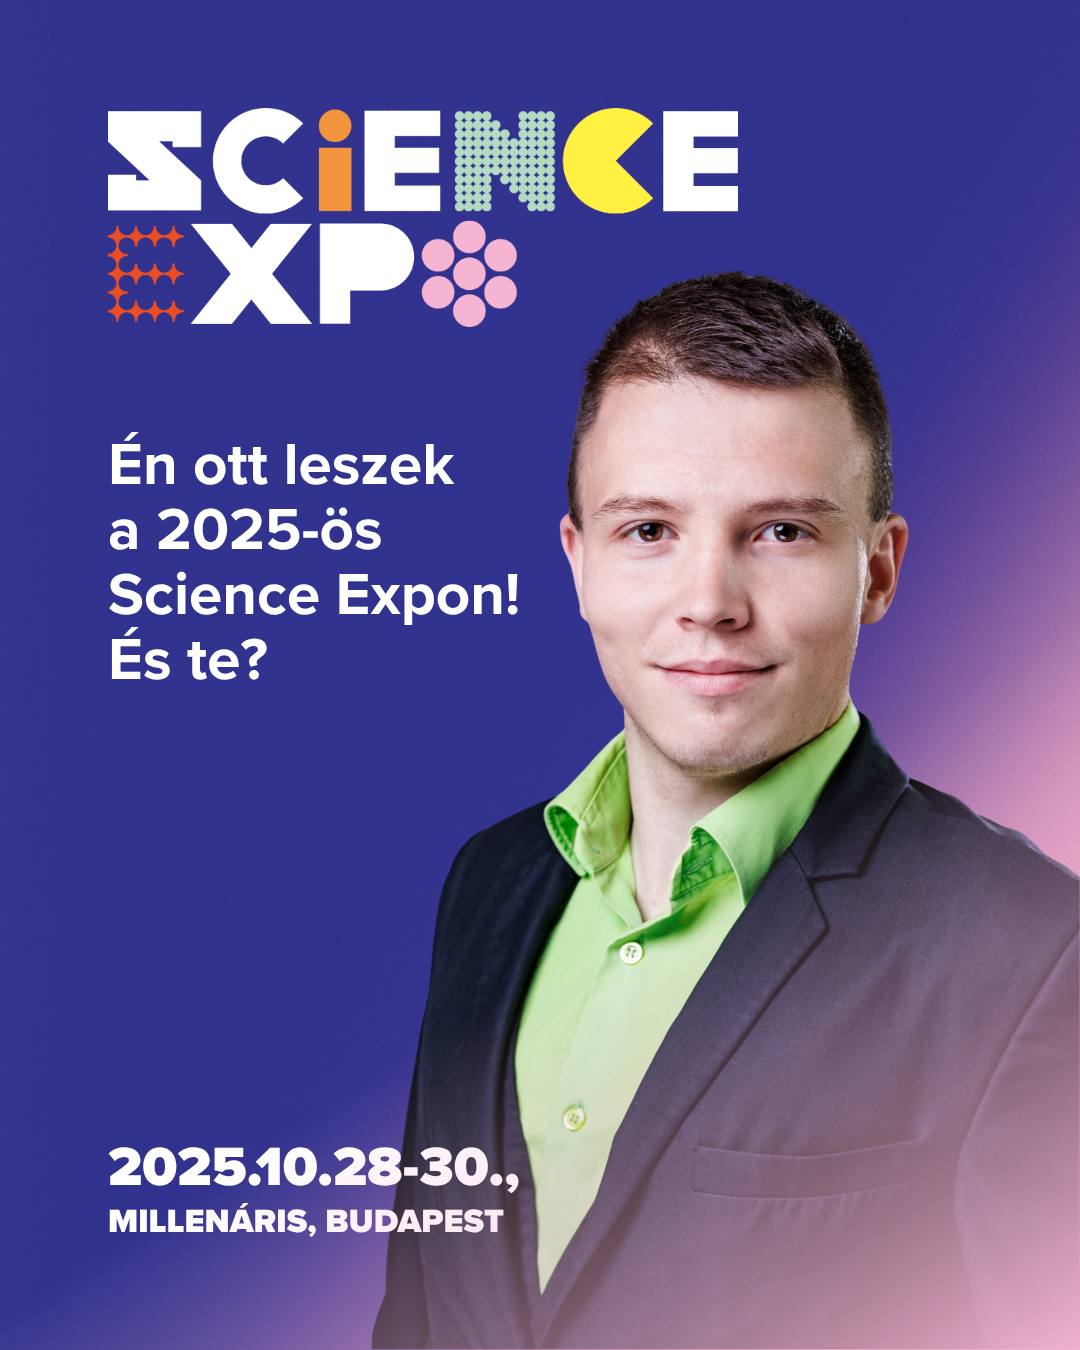 SCiENCE
EXPO
Én ott leszek
a 2025-ös
Science Expon!
És te?
2025.10.28-30.,
MILLENÁRIS, BUDAPEST